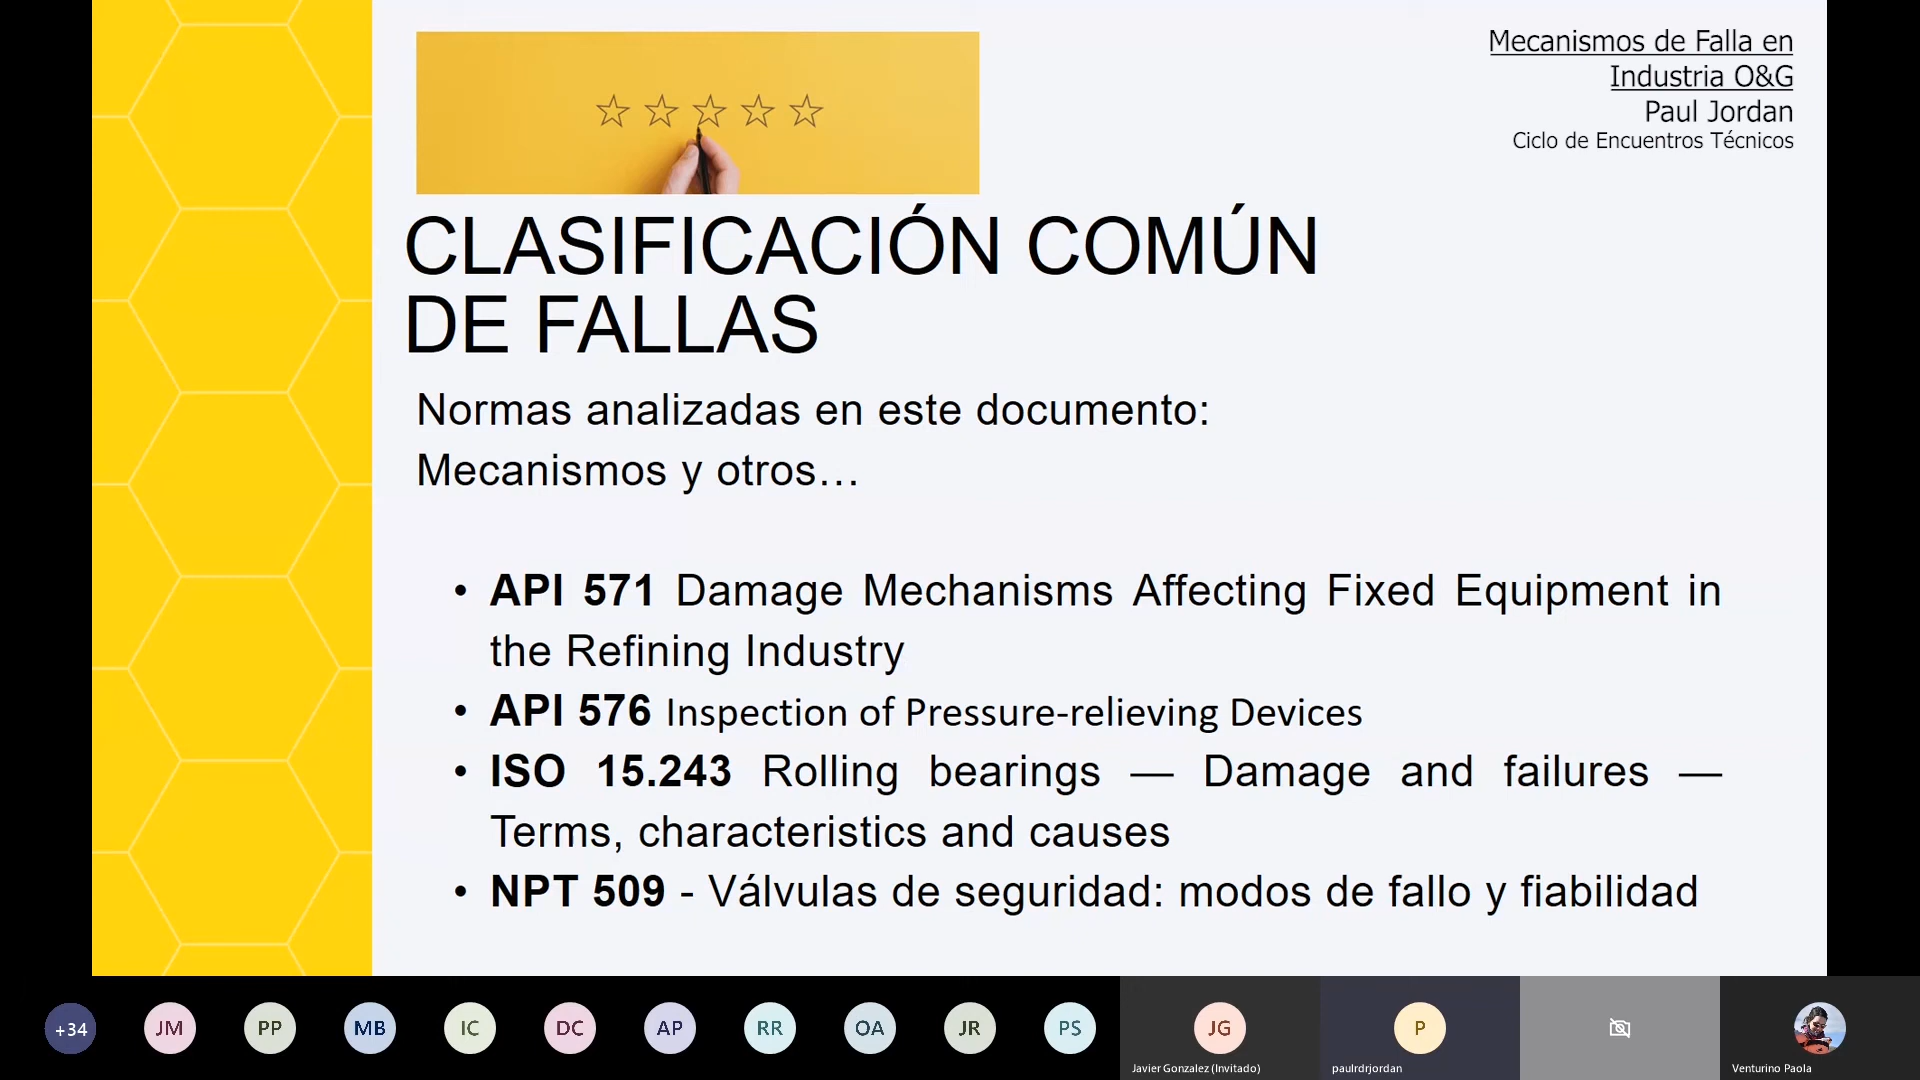 Mecanismos de Falla en
Industria O&G
Paul Jordan
Ciclo de Encuentros Técnicos
CLASIFICACIÓN COMÚN
DE FALLAS
Normas analizadas en este documento:
Mecanismos y otros…
• API 571 Damage Mechanisms Affecting Fixed Equipment in
the Refining Industry
• API 576 Inspection of Pressure-relieving Devices
• ISO 15.243 Rolling bearings — Damage and failures —
Terms, characteristics and causes
• NPT 509 - Válvulas de seguridad: modos de fallo y fiabilidad
+34 JM PP MB IC DC AP RR OA JR PS JG P
Javier Gonzalez (Invitado) paulrdrjordan Venturino Paola